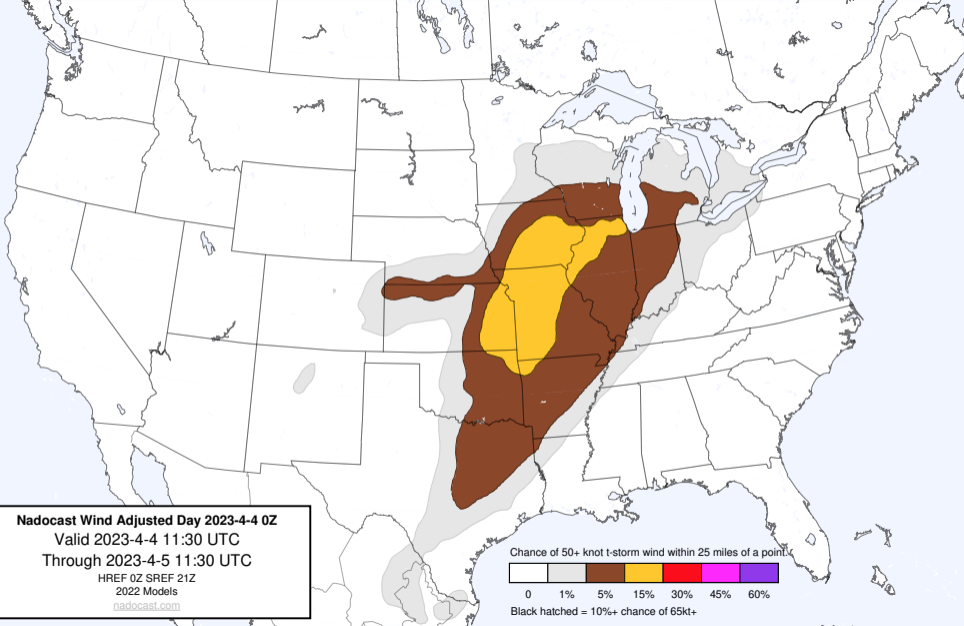 Nadocast Wind Adjusted Day 2023-4-4 0Z
Valid 2023-4-4 11:30 UTC
Through 2023-4-5 11:30 UTC
HREF 0Z SREF 21Z
2022 Models
nadocast.com
Chance of 50+ knot t-storm wind within 25 miles of a point.
0 1% 5% 15% 30% 45% 60%
Black hatched = 10%+ chance of 65kt+